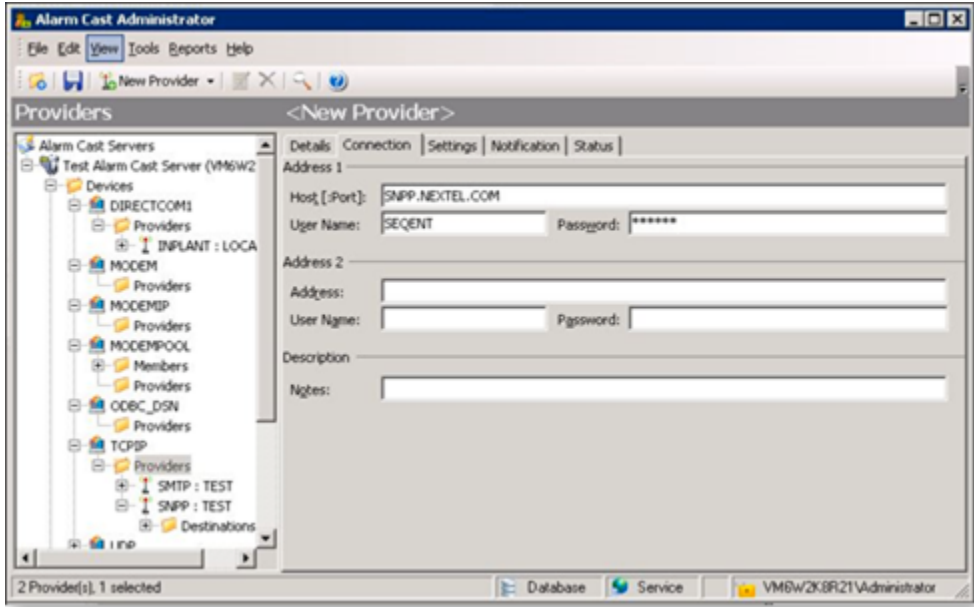 Alarm Cast Administrator
File Edit View Tools Reports Help
New Provider
Providers
<New Provider>
Alarm Cast Servers
Test Alarm Cast Server (VM6W2
Devices
DIRECTCOM1
Providers
INPLANT : LOCA
MODEM
Providers
MODEMIP
Providers
MODEMPOOL
Members
Providers
ODBC_DSN
Providers
TCPIP
Providers
SMTP : TEST
SNPP : TEST
Destinations
UDP
Details Connection Settings Notification Status
Address 1
Host [:Port]: SNPP.NEXTEL.COM
User Name: SEQENT Password: ******
Address 2
Address:
User Name: Password:
Description
Notes:
2 Provider(s), 1 selected
Database Service VM6W2K8R21\Administrator